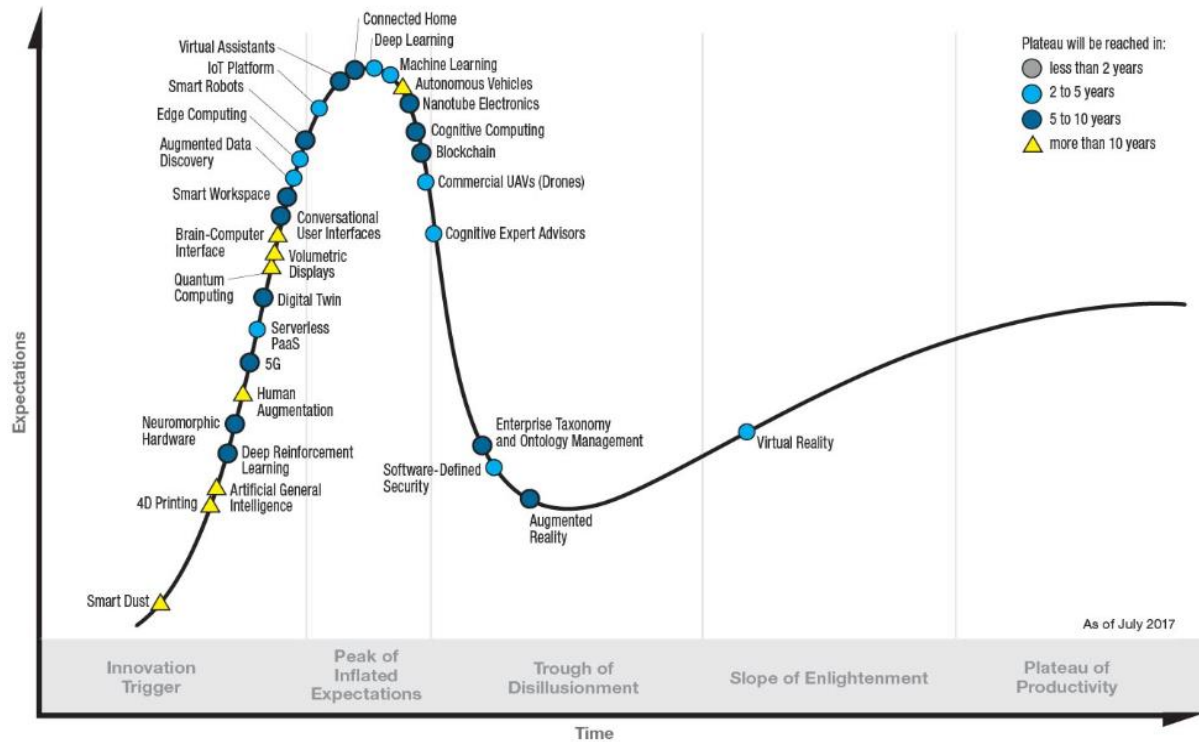 Connected Home
Deep Learning
Virtual Assistants
IoT Platform
Machine Learning
Smart Robots
Autonomous Vehicles
Nanotube Electronics
Edge Computing
Cognitive Computing
Augmented Data
Discovery
Blockchain
Commercial UAVs (Drones)
Smart Workspace
Conversational
User Interfaces
Brain-Computer
Interface
Cognitive Expert Advisors
Volumetric
Displays
Quantum
Computing
Digital Twin
Serverless
PaaS
5G
Human
Augmentation
Neuromorphic
Hardware
Deep Reinforcement
Learning
Artificial General
Intelligence
4D Printing
Smart Dust
Enterprise Taxonomy
and Ontology Management
Software-Defined
Security
Augmented
Reality
Virtual Reality
Plateau will be reached in:
less than 2 years
2 to 5 years
5 to 10 years
more than 10 years
As of July 2017
Expectations
Innovation
Trigger
Peak of
Inflated
Expectations
Trough of
Disillusionment
Slope of Enlightenment
Plateau of
Productivity
Time